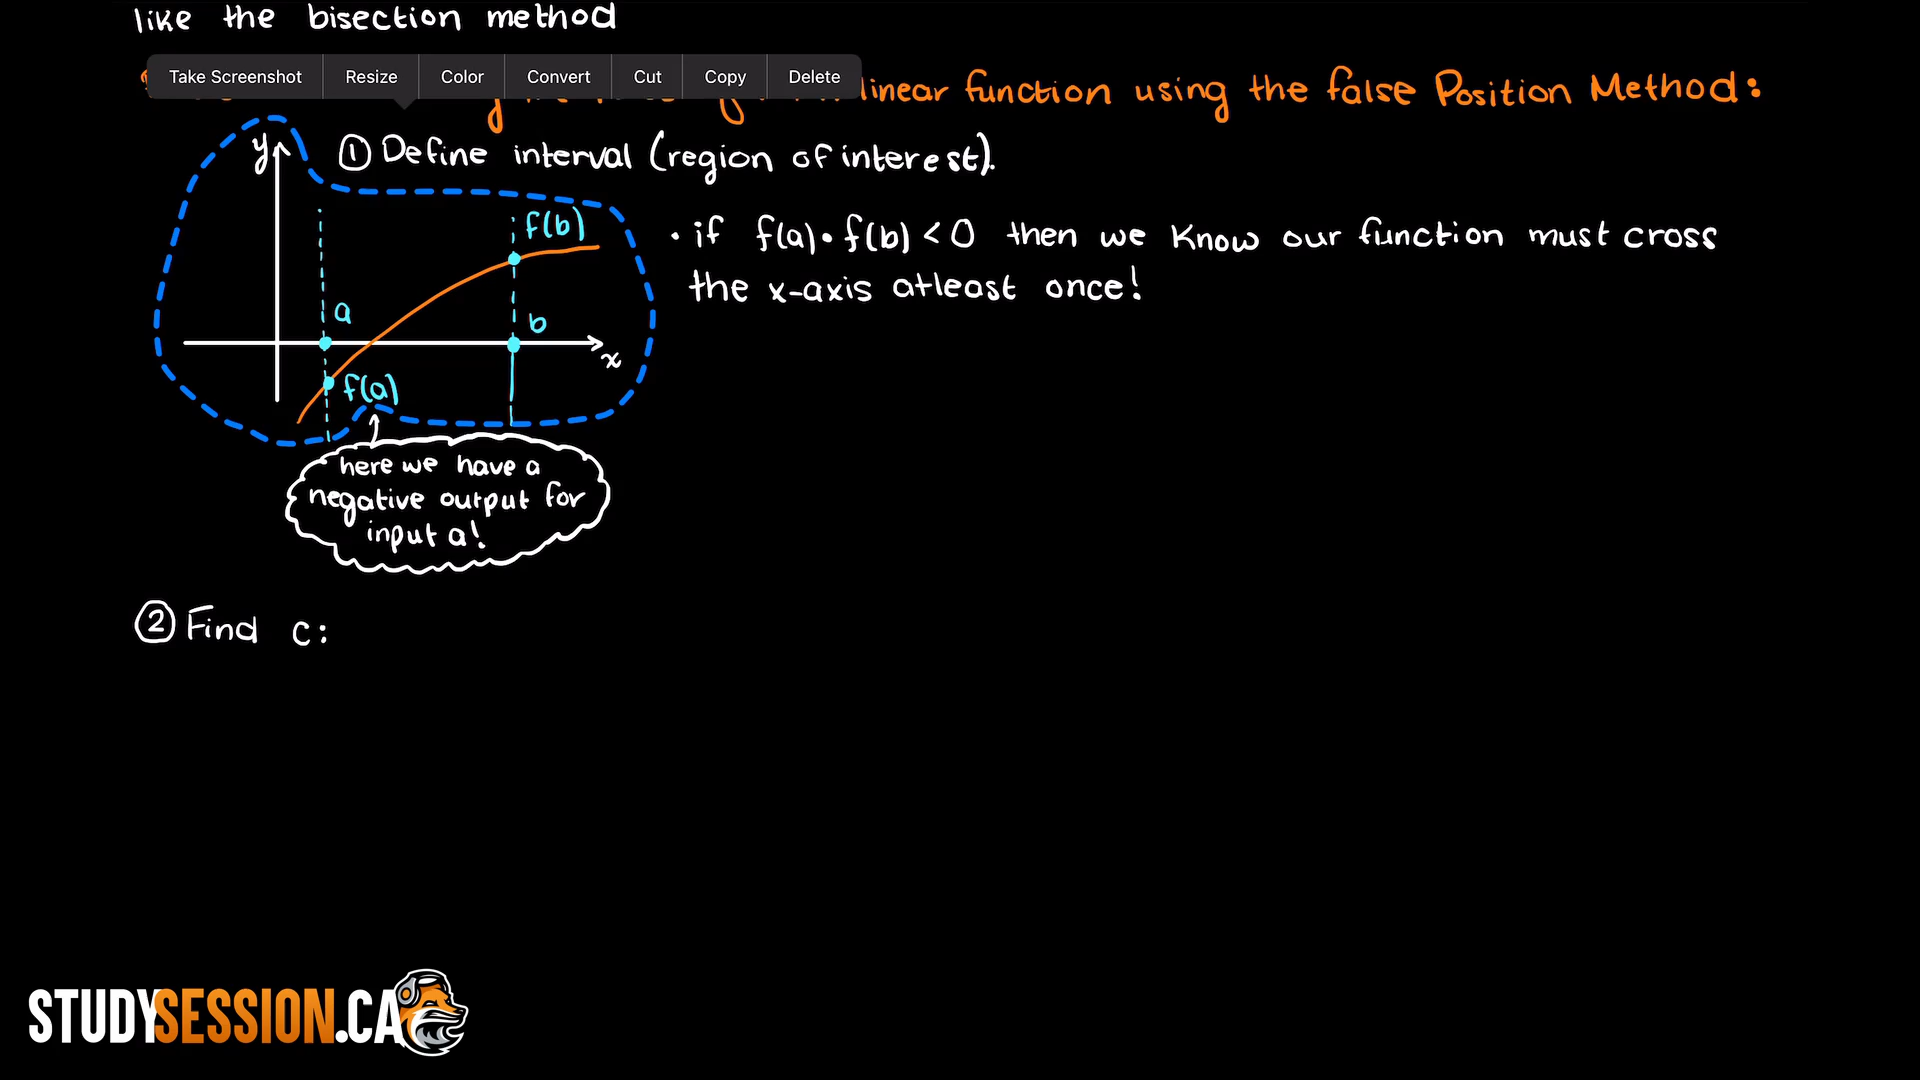 like the bisection method
Take Screenshot Resize Color Convert Cut Copy Delete
linear function using the false Position Method:
y
① Define interval (region of interest).
f(b)
• if f(a)•f(b) < 0 then we Know our function must cross
the x-axis atleast once!
a
b
x
f(a)
here we have a
negative output for
input a!
② Find c:
STUDYSESSION.CA